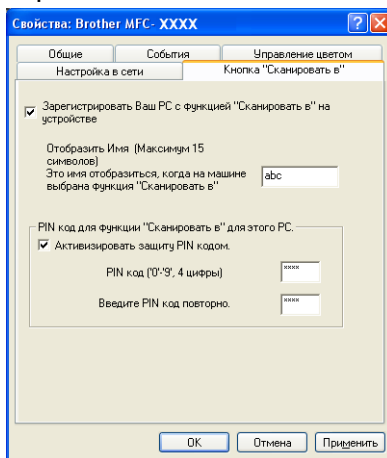 Свойства: Brother MFC- XXXX
Общие События Управление цветом
Настройка в сети Кнопка "Сканировать в"
Зарегистрировать Ваш PC с функцией "Сканировать в" на
устройстве
Отобразить Имя (Максимум 15
символов)
Это имя отобразиться, когда на машине
выбрана функция "Сканировать в"
abc
PIN код для функции "Сканировать в" для этого PC.
Активизировать защиту PIN кодом.
PIN код ('0'-'9', 4 цифры) ****
Введите PIN код повторно. ****
OK Отмена Применить